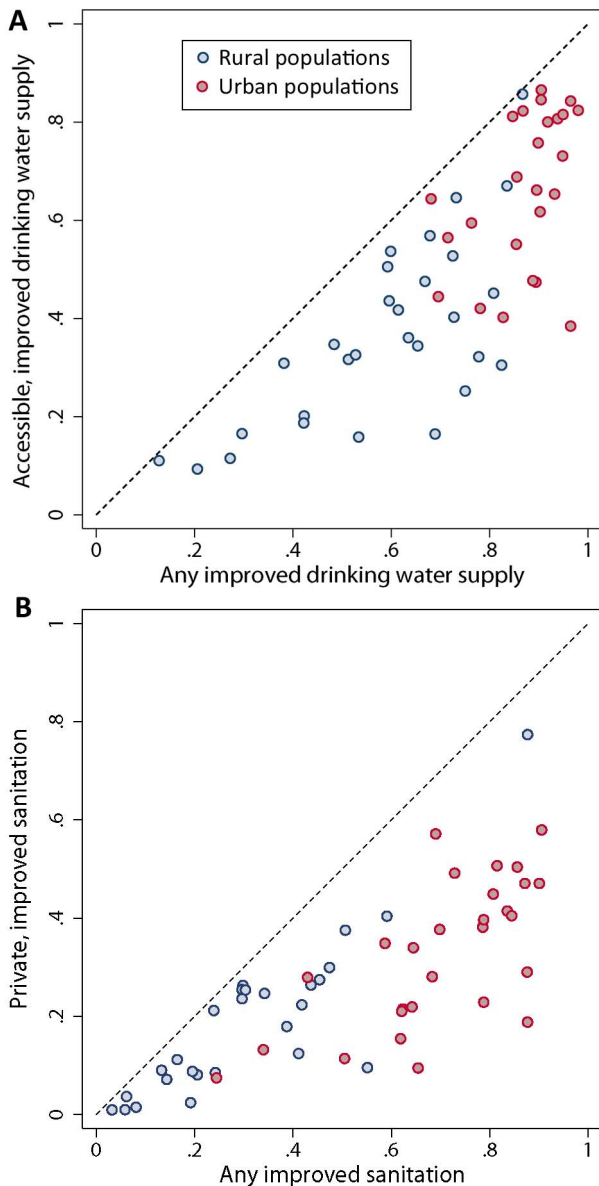 A
Rural populations
Urban populations
Accessible, improved drinking water supply
1
.8
.6
.4
.2
0
0 .2 .4 .6 .8 1
Any improved drinking water supply
B
Private, improved sanitation
1
.8
.6
.4
.2
0
0 .2 .4 .6 .8 1
Any improved sanitation